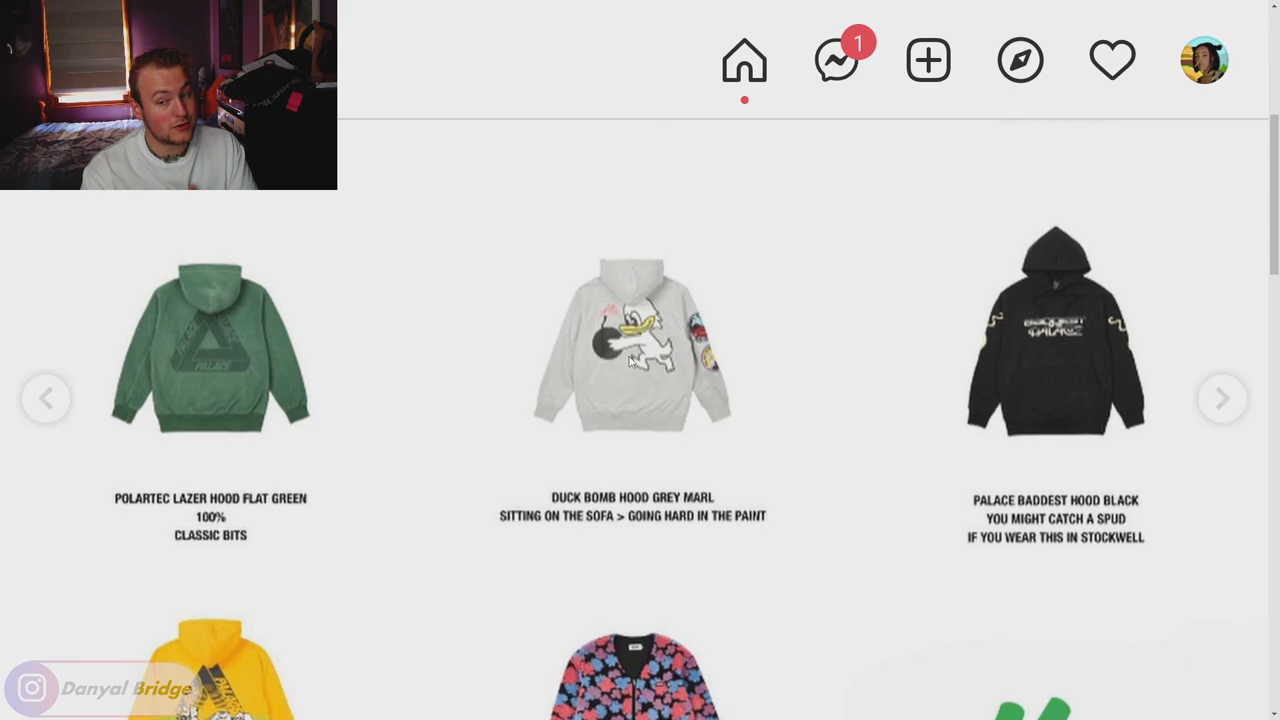 1
POLARTEC LAZER HOOD FLAT GREEN
100%
CLASSIC BITS
DUCK BOMB HOOD GREY MARL
SITTING ON THE SOFA > GOING HARD IN THE PAINT
PALACE BADDEST HOOD BLACK
YOU MIGHT CATCH A SPUD
IF YOU WEAR THIS IN STOCKWELL
PALACE
Danyal Bridge